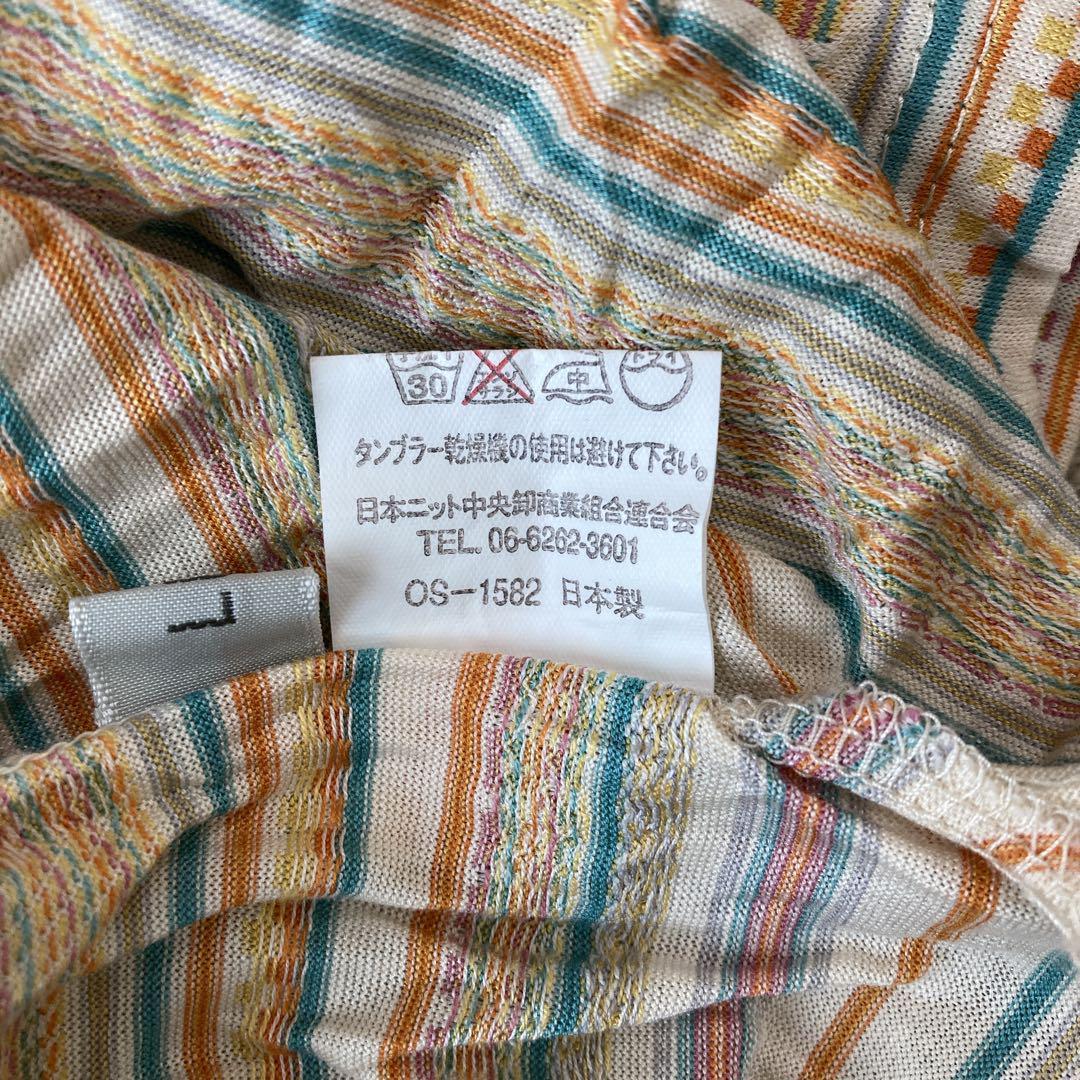 30
中
ドライ
タンブラー乾燥機の使用は避けて下さい。
日本ニット中央卸商業組合連合会
TEL. 06-6262-3601
OS-1582 日本製
L